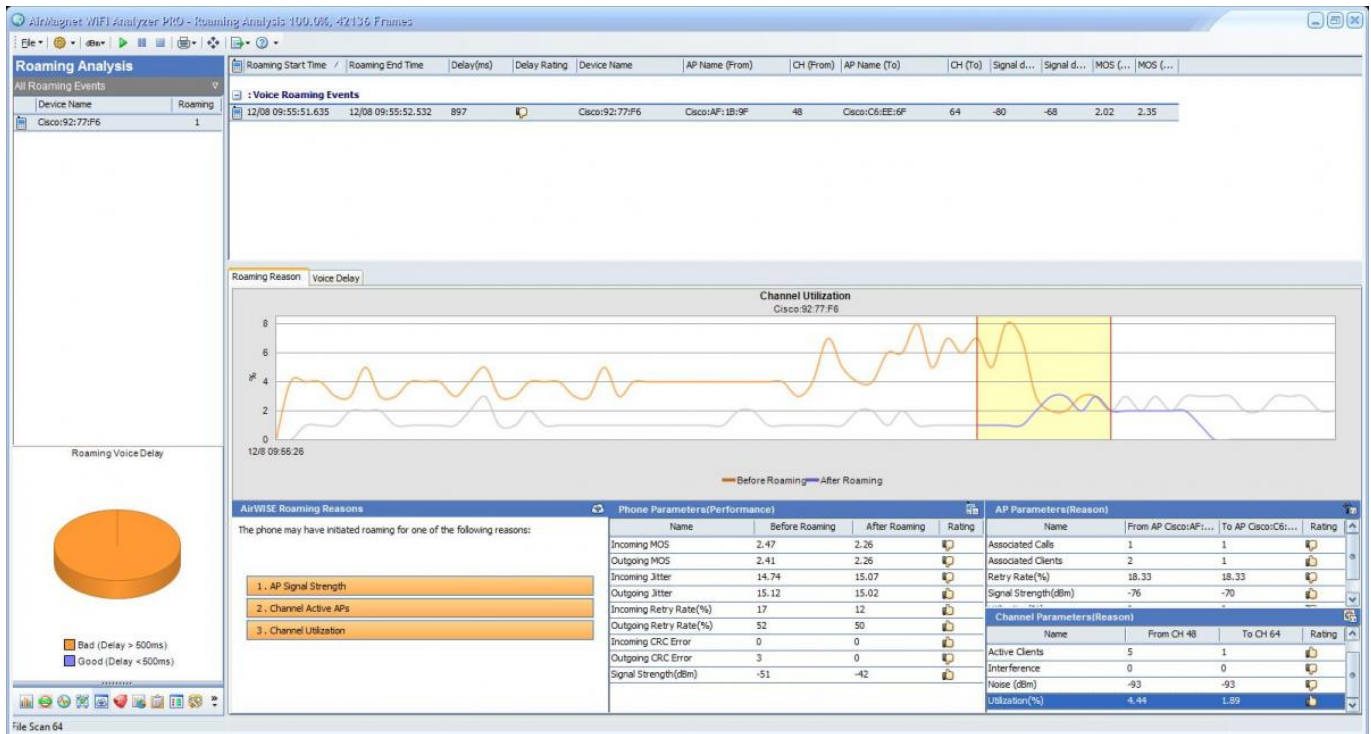 AirMagnet WiFi Analyzer PRO - Roaming Analysis 100.0%, 42136 Frames
File dBm
Roaming Analysis
All Roaming Events
Device Name Roaming
Cisco:92:77:F6 1
Roaming Start Time / Roaming End Time Delay(ms) Delay Rating Device Name AP Name (From) CH (From) AP Name (To) CH (To) Signal d... Signal d... MOS (... MOS (...
: Voice Roaming Events
12/08 09:55:51.635 12/08 09:55:52.532 897 Cisco:92:77:F6 Cisco:AF:1B:9F 48 Cisco:C6:EE:6F 64 -80 -68 2.02 2.35
Roaming Reason Voice Delay
Channel Utilization
Cisco:92:77:F6
8
6
%
4
2
0
12/8 09:55:26
Before Roaming After Roaming
Roaming Voice Delay
Bad (Delay > 500ms)
Good (Delay < 500ms)
AirWISE Roaming Reasons
The phone may have initiated roaming for one of the following reasons:
1 . AP Signal Strength
2 . Channel Active APs
3 . Channel Utilization
Phone Parameters(Performance)
Name Before Roaming After Roaming Rating
Incoming MOS 2.47 2.26
Outgoing MOS 2.41 2.26
Incoming Jitter 14.74 15.07
Outgoing Jitter 15.12 15.02
Incoming Retry Rate(%) 17 12
Outgoing Retry Rate(%) 52 50
Incoming CRC Error 0 0
Outgoing CRC Error 3 0
Signal Strength(dBm) -51 -42
AP Parameters(Reason)
Name From AP Cisco:AF:... To AP Cisco:C6:... Rating
Associated Calls 1 1
Associated Clients 2 1
Retry Rate(%) 18.33 18.33
Signal Strength(dBm) -76 -70
Channel Parameters(Reason)
Name From CH 48 To CH 64 Rating
Active Clients 5 1
Interference 0 0
Noise (dBm) -93 -93
Utilization(%) 4.44 1.89
File Scan 64